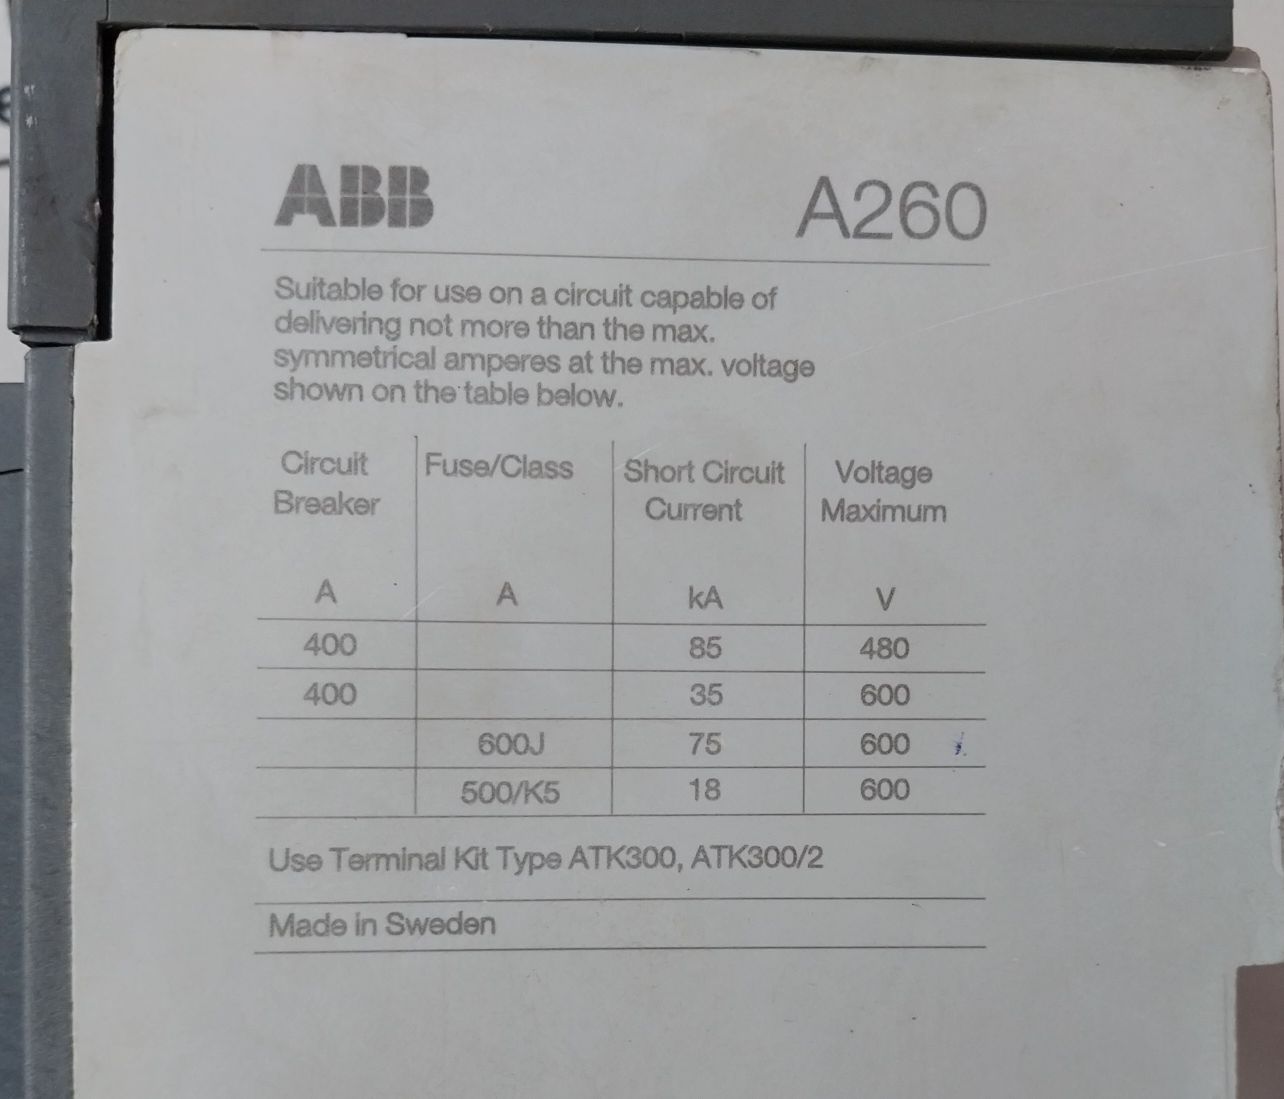 ABB A260
Suitable for use on a circuit capable of
delivering not more than the max.
symmetrical amperes at the max. voltage
shown on the table below.
Circuit Fuse/Class Short Circuit Voltage
Breaker Current Maximum
A A kA V
400 85 480
400 35 600
600J 75 600
500/K5 18 600
Use Terminal Kit Type ATK300, ATK300/2
Made in Sweden